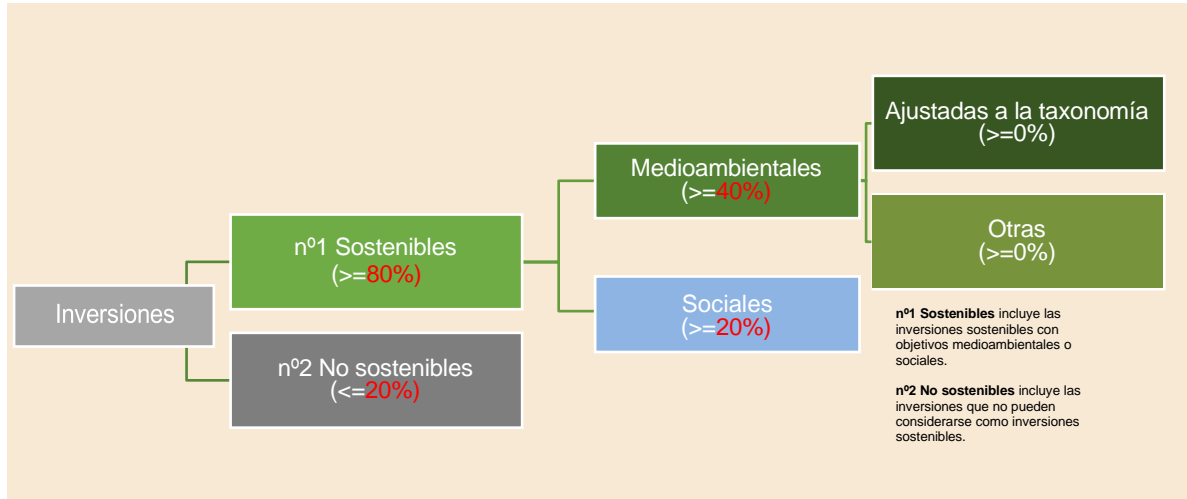 Inversiones
nº1 Sostenibles
(>=80%)
nº2 No sostenibles
(<=20%)
Medioambientales
(>=40%)
Sociales
(>=20%)
Ajustadas a la taxonomía
(>=0%)
Otras
(>=0%)
nº1 Sostenibles incluye las
inversiones sostenibles con
objetivos medioambientales o
sociales.
nº2 No sostenibles incluye las
inversiones que no pueden
considerarse como inversiones
sostenibles.